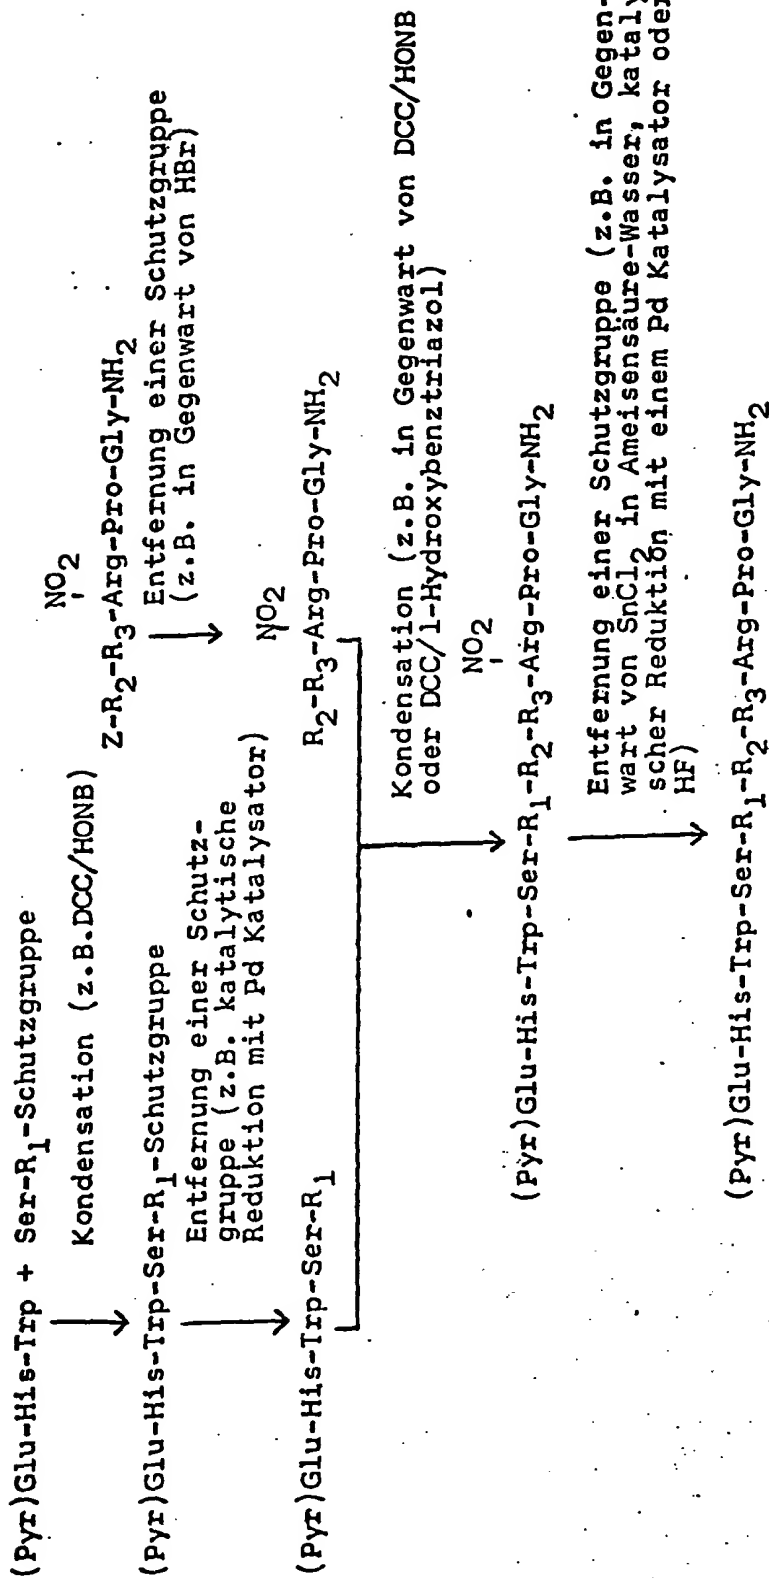 (Pyr)Glu-His-Trp + Ser-R1-Schutzgruppe
Kondensation (z.B.DCC/HONB)
(Pyr)Glu-His-Trp-Ser-R1-Schutzgruppe
Entfernung einer Schutz-
gruppe (z.B. katalytische
Reduktion mit Pd Katalysator)
(Pyr)Glu-His-Trp-Ser-R1
NO2
Z-R2-R3-Arg-Pro-Gly-NH2
Entfernung einer Schutzgruppe
(z.B. in Gegenwart von HBr)
NO2
R2-R3-Arg-Pro-Gly-NH2
Kondensation (z.B. in Gegenwart von DCC/HONB
oder DCC/1-Hydroxybenztriazol)
NO2
(Pyr)Glu-His-Trp-Ser-R1-R2-R3-Arg-Pro-Gly-NH2
Entfernung einer Schutzgruppe (z.B. in Gegen-
wart von SnCl2 in Ameisensäure-Wasser, kataly
scher Reduktion mit einem Pd Katalysator oder
HF)
(Pyr)Glu-His-Trp-Ser-R1-R2-R3-Arg-Pro-Gly-NH2